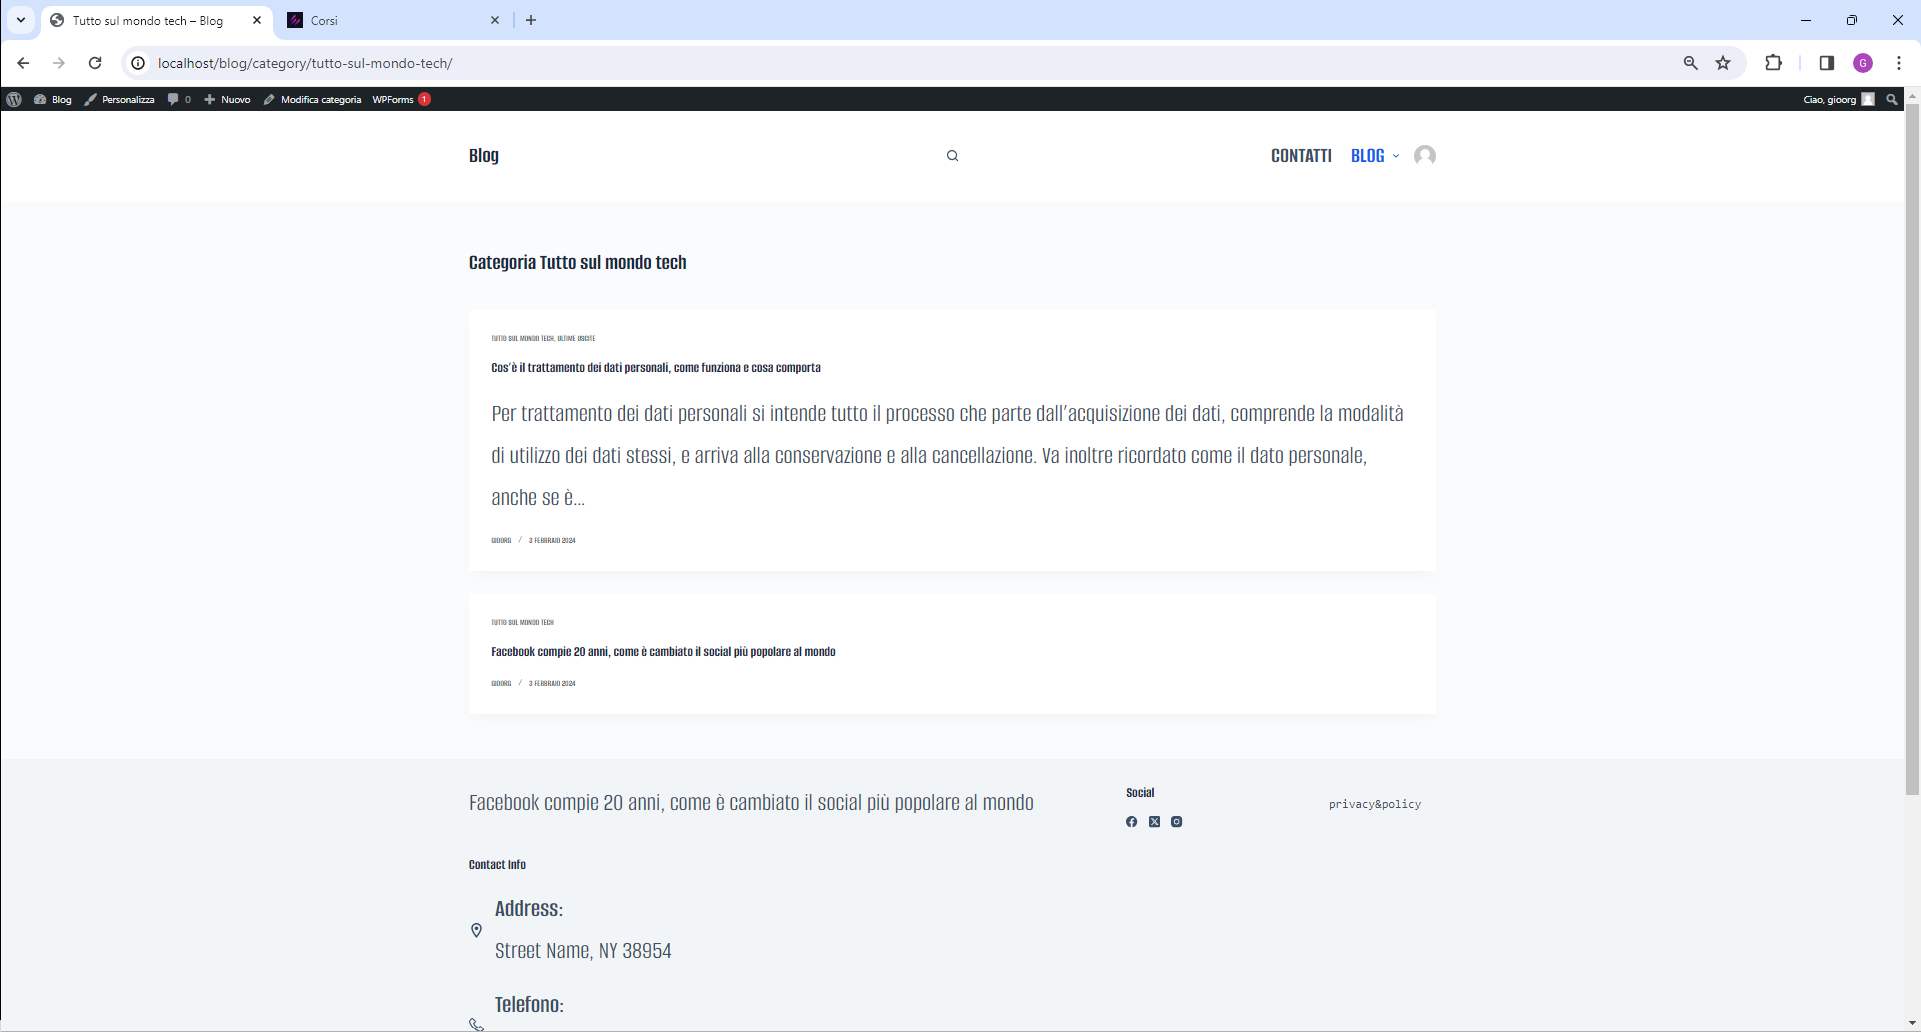 Tutto sul mondo tech – Blog
Corsi
localhost/blog/category/tutto-sul-mondo-tech/
G
Blog
Personalizza
0
Nuovo
Modifica categoria
WPForms
1
Ciao, gioorg
Blog
CONTATTI
BLOG
Categoria Tutto sul mondo tech
TUTTO SUL MONDO TECH, ULTIME USCITE
Cos'è il trattamento dei dati personali, come funziona e cosa comporta
Per trattamento dei dati personali si intende tutto il processo che parte dall'acquisizione dei dati, comprende la modalità
di utilizzo dei dati stessi, e arriva alla conservazione e alla cancellazione. Va inoltre ricordato come il dato personale,
anche se è...
GIOORG / 3 FEBBRAIO 2024
TUTTO SUL MONDO TECH
Facebook compie 20 anni, come è cambiato il social più popolare al mondo
GIOORG / 3 FEBBRAIO 2024
Facebook compie 20 anni, come è cambiato il social più popolare al mondo
Social
privacy&policy
Contact Info
Address:
Street Name, NY 38954
Telefono: